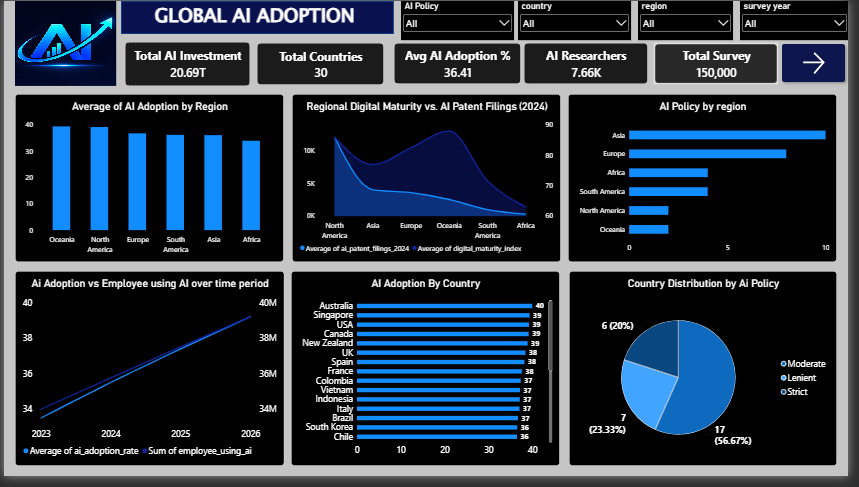 AI
GLOBAL AI ADOPTION
AI Policy
All
country
All
region
All
survey year
All
Total AI Investment
20.69T
Total Countries
30
Avg AI Adoption %
36.41
AI Researchers
7.66K
Total Survey
150,000
Average of AI Adoption by Region
40
30
20
10
0
Oceania
North
America
Europe
South
America
Asia
Africa
Regional Digital Maturity vs. AI Patent Filings (2024)
10K
5K
0K
90
80
70
60
North
America
Asia
Europe
Oceania
South
America
Africa
Average of ai_patent_filings_2024
Average of digital_maturity_index
AI Policy by region
Asia
Europe
Africa
South America
North America
Oceania
0
5
10
Ai Adoption vs Employee using AI over time period
40
38
36
34
40M
38M
36M
34M
2023
2024
2025
2026
Average of ai_adoption_rate
Sum of employee_using_ai
AI Adoption By Country
Australia 40
Singapore 39
USA 39
Canada 39
New Zealand 39
UK 38
Spain 38
France 38
Colombia 37
Vietnam 37
Indonesia 37
Italy 37
Brazil 37
South Korea 36
Chile 36
0
10
20
30
40
Country Distribution by Ai Policy
6 (20%)
7
(23.33%)
17
(56.67%)
Moderate
Lenient
Strict